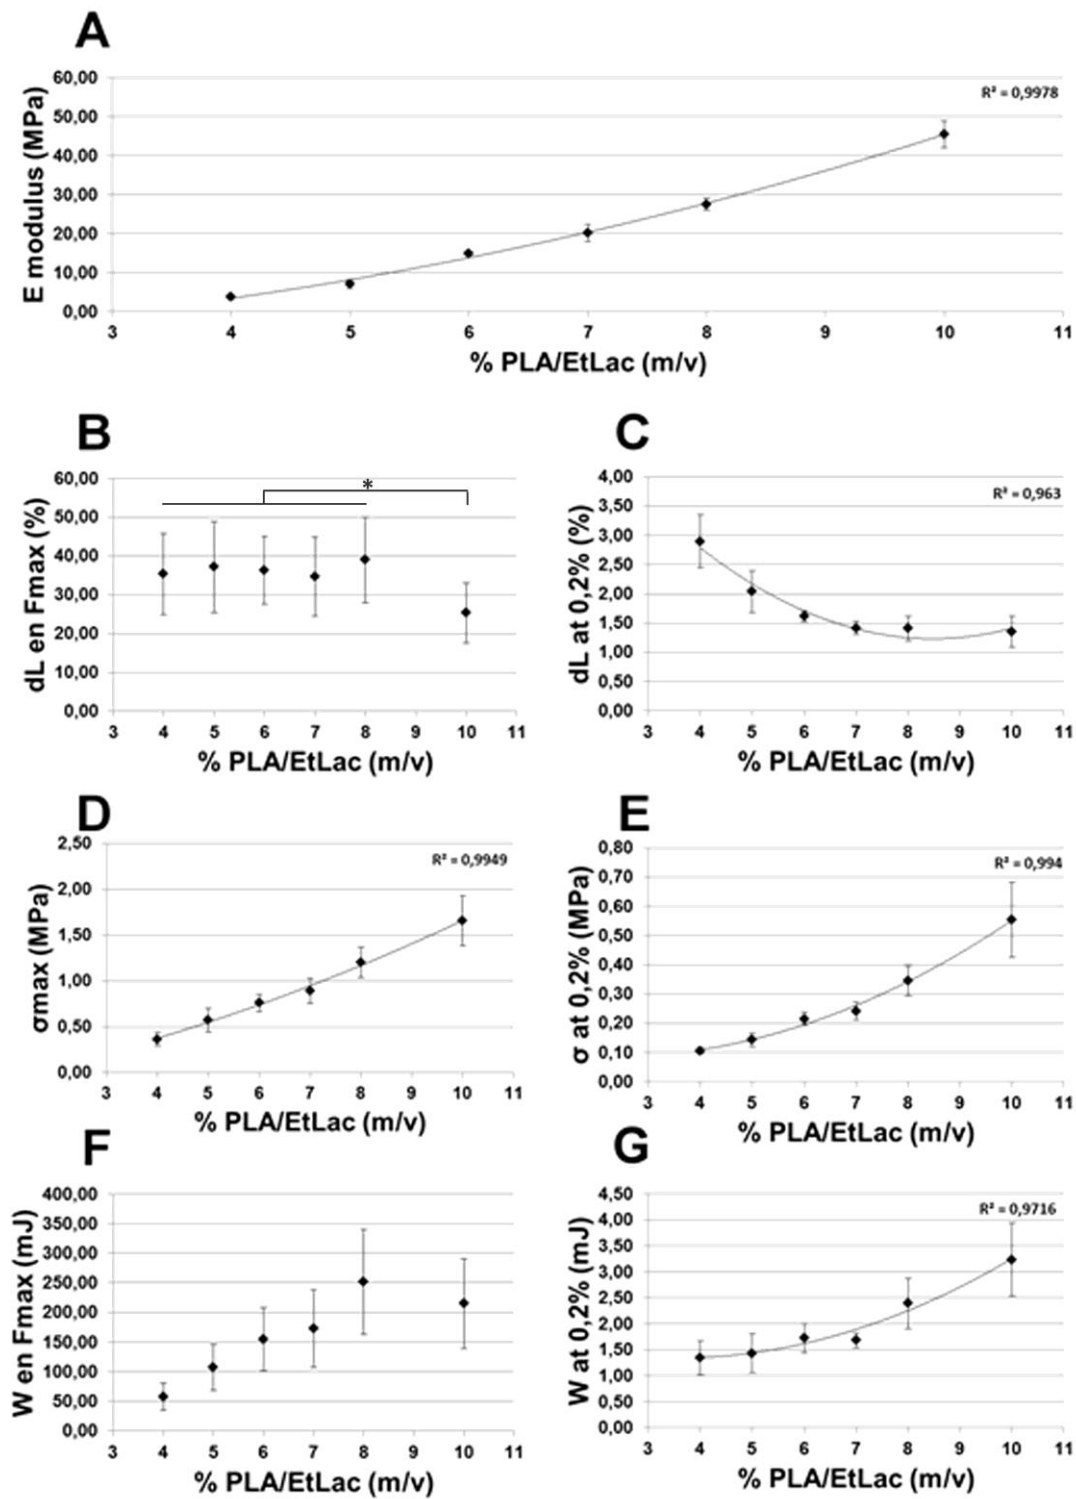 A
E modulus (MPa)
60,00
50,00
40,00
30,00
20,00
10,00
0,00
R² = 0,9978
3 4 5 6 7 8 9 10 11
% PLA/EtLac (m/v)
B
dL en Fmax (%)
60,00
50,00
40,00
30,00
20,00
10,00
0,00
*
3 4 5 6 7 8 9 10 11
% PLA/EtLac (m/v)
C
dL at 0,2% (%)
4,00
3,50
3,00
2,50
2,00
1,50
1,00
0,50
0,00
R² = 0,963
3 4 5 6 7 8 9 10 11
% PLA/EtLac (m/v)
D
σmax (MPa)
2,50
2,00
1,50
1,00
0,50
0,00
R² = 0,9949
3 4 5 6 7 8 9 10 11
% PLA/EtLac (m/v)
E
σ at 0,2% (MPa)
0,80
0,70
0,60
0,50
0,40
0,30
0,20
0,10
0,00
R² = 0,994
3 4 5 6 7 8 9 10 11
% PLA/EtLac (m/v)
F
W en Fmax (mJ)
400,00
350,00
300,00
250,00
200,00
150,00
100,00
50,00
0,00
3 4 5 6 7 8 9 10 11
% PLA/EtLac (m/v)
G
W at 0,2% (mJ)
4,50
4,00
3,50
3,00
2,50
2,00
1,50
1,00
0,50
0,00
R² = 0,9716
3 4 5 6 7 8 9 10 11
% PLA/EtLac (m/v)